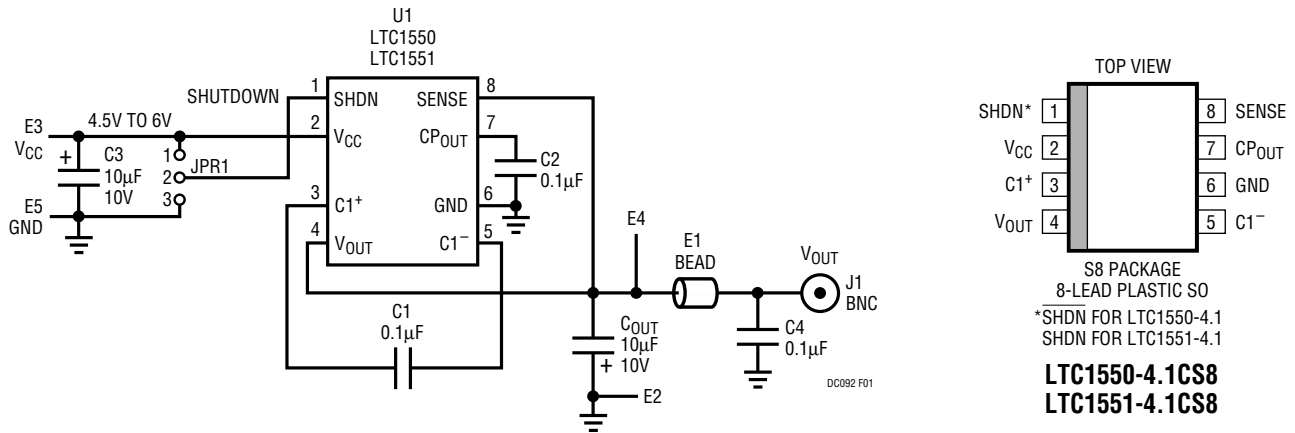 U1
LTC1550
LTC1551
SHUTDOWN
1
SHDN
SENSE
8
E3
VCC
4.5V TO 6V
2
VCC
CPOUT
7
+
C3
10µF
10V
1
2
3
JPR1
C2
0.1µF
3
C1+
GND
6
E5
GND
4
VOUT
C1–
5
E4
E1
BEAD
VOUT
J1
BNC
C1
0.1µF
COUT
10µF
+ 10V
C4
0.1µF
E2
DC092 F01
TOP VIEW
SHDN* 1
8 SENSE
VCC 2
7 CPOUT
C1+ 3
6 GND
VOUT 4
5 C1–
S8 PACKAGE
8-LEAD PLASTIC SO
*S̅H̅D̅N̅ FOR LTC1550-4.1
SHDN FOR LTC1551-4.1
LTC1550-4.1CS8
LTC1551-4.1CS8